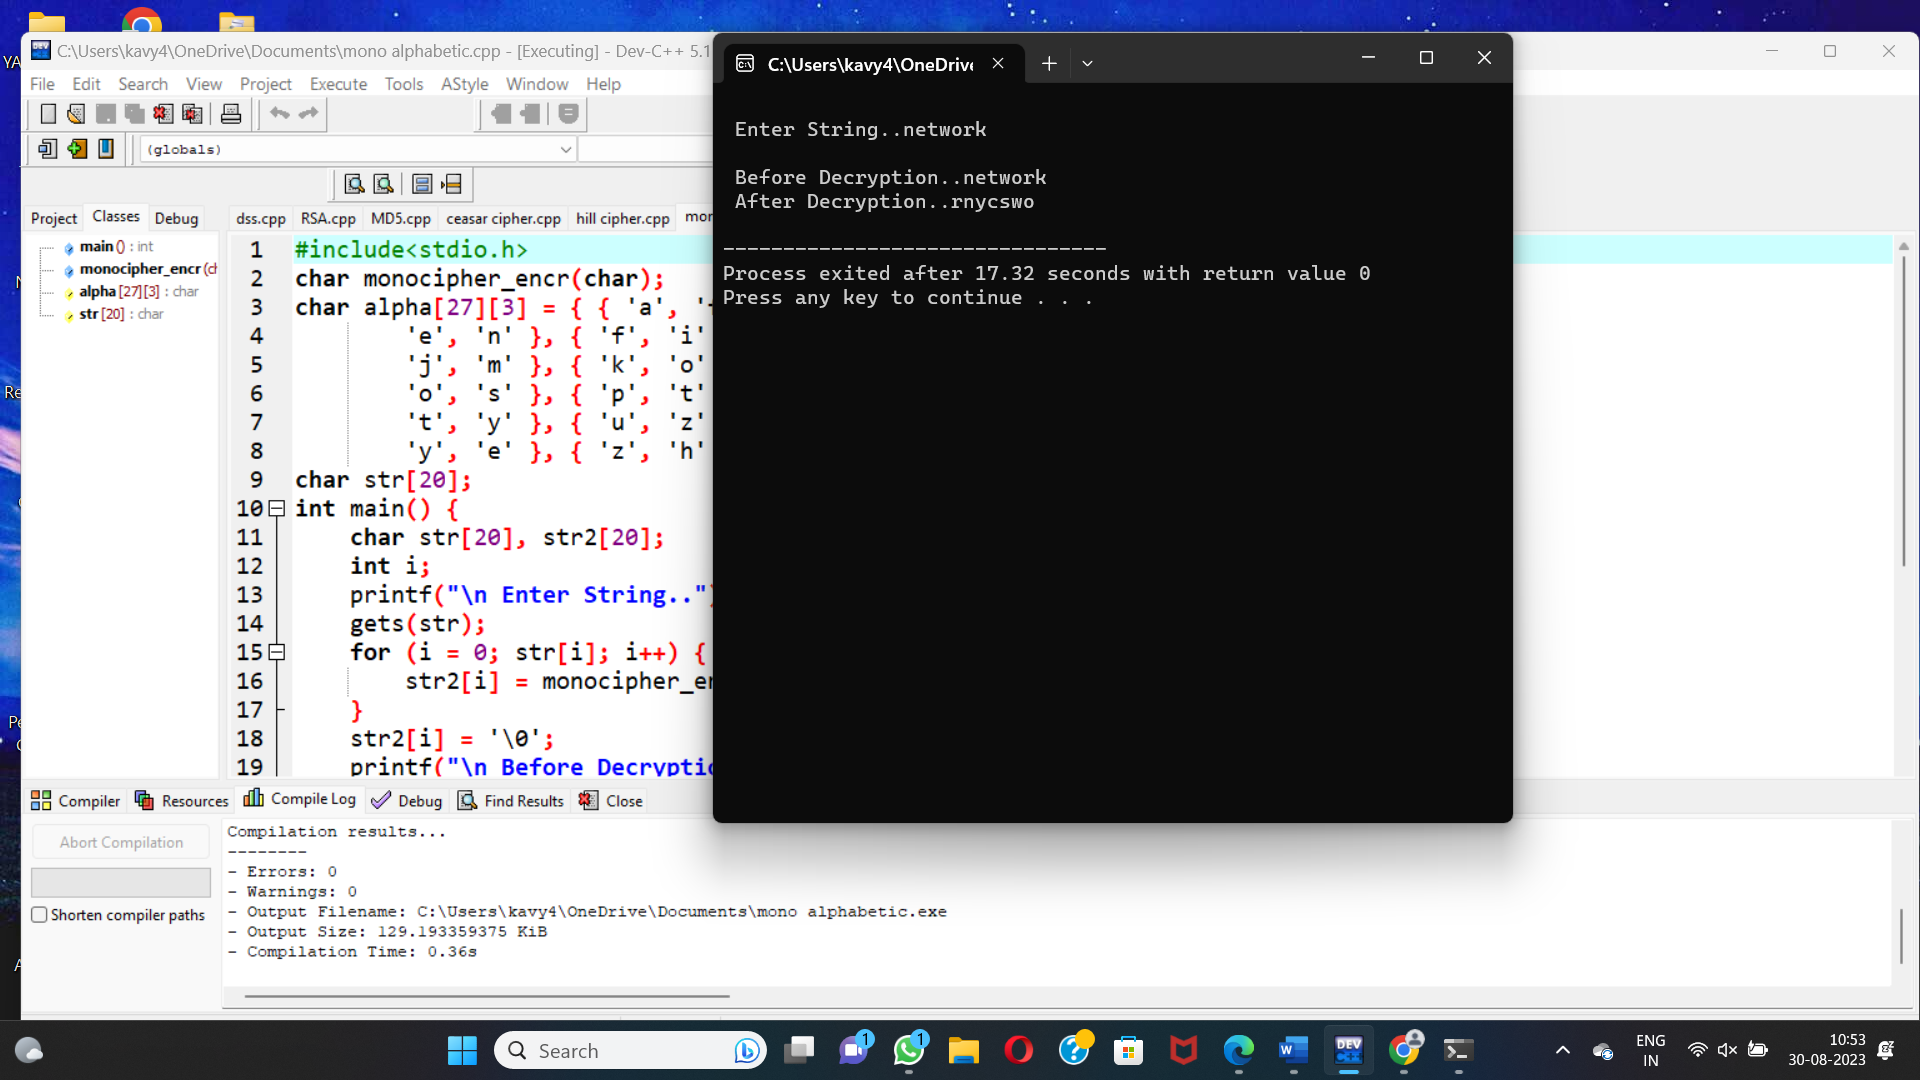 C:\Users\kavy4\OneDrive\Documents\mono alphabetic.cpp - [Executing] - Dev-C++ 5.1
File Edit Search View Project Execute Tools AStyle Window Help
(globals)
Project Classes Debug
main () : int
monocipher_encr (ch
alpha [27][3] : char
str [20] : char
dss.cpp RSA.cpp MD5.cpp ceasar cipher.cpp hill cipher.cpp mon
1 #include<stdio.h>
2 char monocipher_encr(char);
3 char alpha[27][3] = { { 'a',
4 'e', 'n' }, { 'f', 'i'
5 'j', 'm' }, { 'k', 'o'
6 'o', 's' }, { 'p', 't'
7 't', 'y' }, { 'u', 'z'
8 'y', 'e' }, { 'z', 'h'
9 char str[20];
10 int main() {
11 char str[20], str2[20];
12 int i;
13 printf("\n Enter String.."
14 gets(str);
15 for (i = 0; str[i]; i++) {
16 str2[i] = monocipher_en
17 }
18 str2[i] = '\0';
19 printf("\n Before Decryptio
C:\Users\kavy4\OneDrive
Enter String..network
Before Decryption..network
After Decryption..rnycswo
--------------------------------
Process exited after 17.32 seconds with return value 0
Press any key to continue . . .
Compiler Resources Compile Log Debug Find Results Close
Abort Compilation
Shorten compiler paths
Compilation results...
--------
- Errors: 0
- Warnings: 0
- Output Filename: C:\Users\kavy4\OneDrive\Documents\mono alphabetic.exe
- Output Size: 129.193359375 KiB
- Compilation Time: 0.36s
Search
1
1
DEV C++
ENG
IN
10:53
30-08-2023